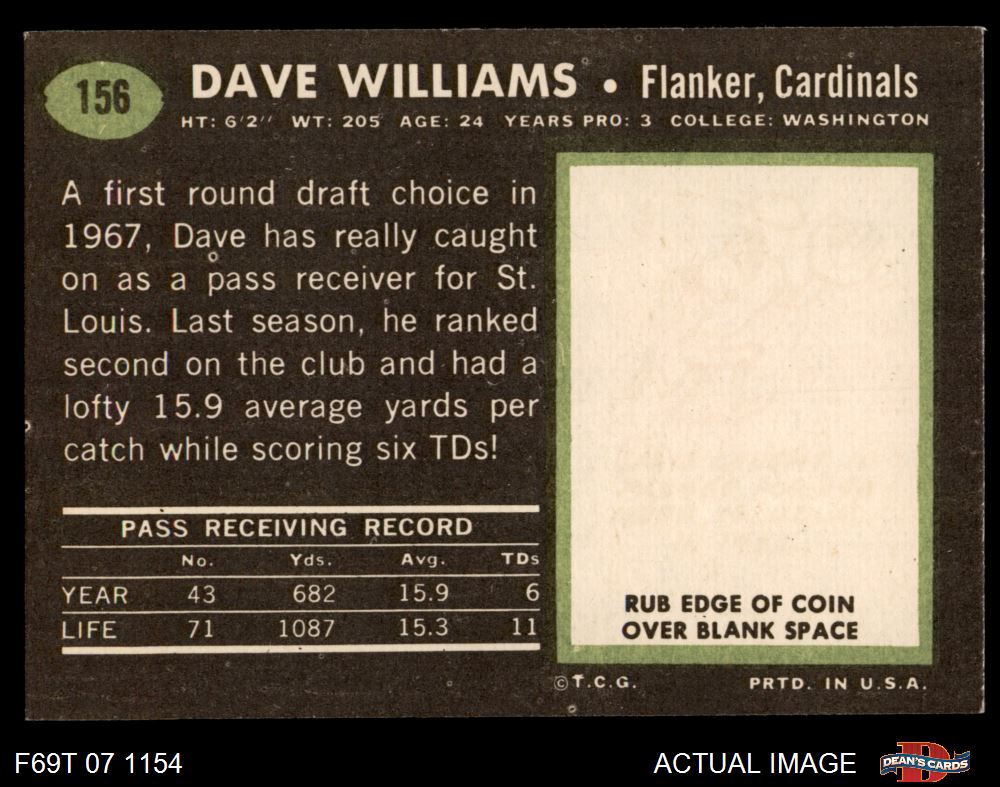 156
DAVE WILLIAMS • Flanker, Cardinals
HT: 6'2" WT: 205 AGE: 24 YEARS PRO: 3 COLLEGE: WASHINGTON
A first round draft choice in
1967, Dave has really caught
on as a pass receiver for St.
Louis. Last season, he ranked
second on the club and had a
lofty 15.9 average yards per
catch while scoring six TDs!
PASS RECEIVING RECORD
No. Yds. Avg. TDs
YEAR 43 682 15.9 6
LIFE 71 1087 15.3 11
RUB EDGE OF COIN
OVER BLANK SPACE
©T.C.G. PRTD. IN U.S.A.
F69T 07 1154 ACTUAL IMAGE DEAN'S CARDS